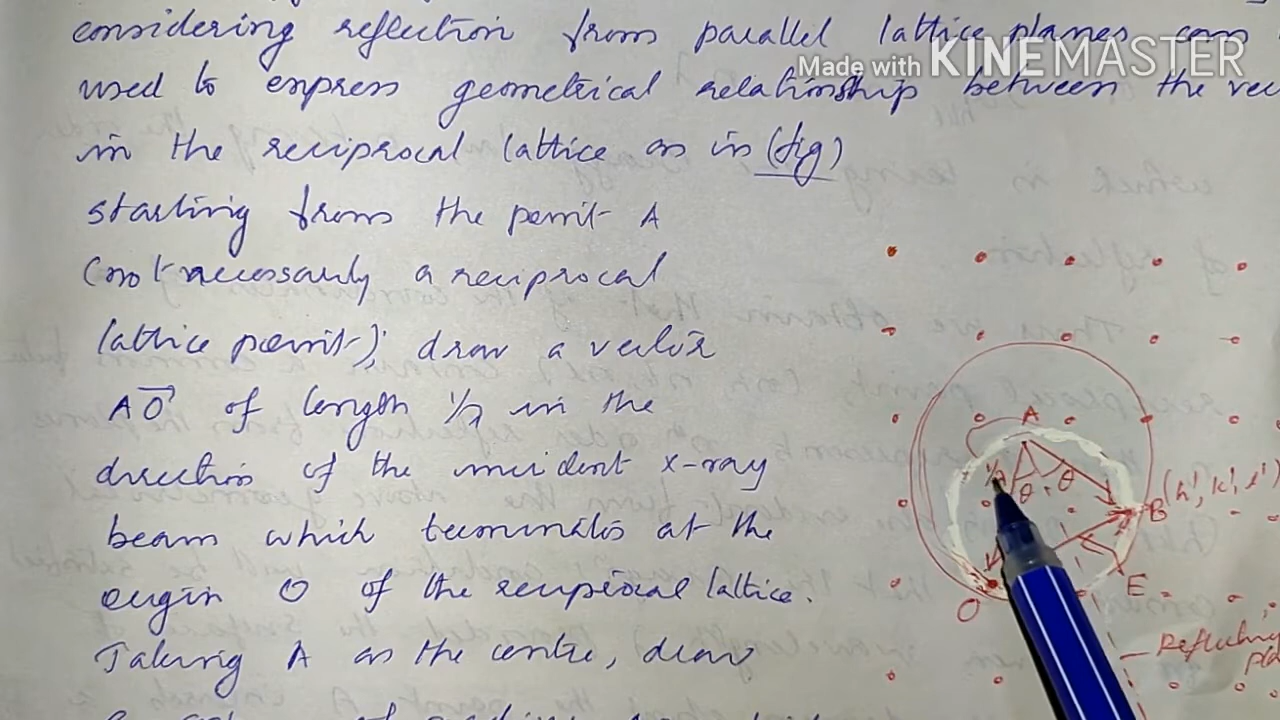 considering reflection from parallel lattice planes can
Made with KINEMASTER
used to express geometrical relationship between the vec
in the reciprocal lattice as in (fig)
starting from the point A
(not necessarily a reciprocal
lattice point); draw a vector
AO of length 1/λ in the
direction of the incident x-ray
beam which terminates at the
origin O of the reciprocal lattice.
Taking A as the centre, draw
A
1/λ
θ θ
B (h', k', l')
E
O
Reflecting
pla